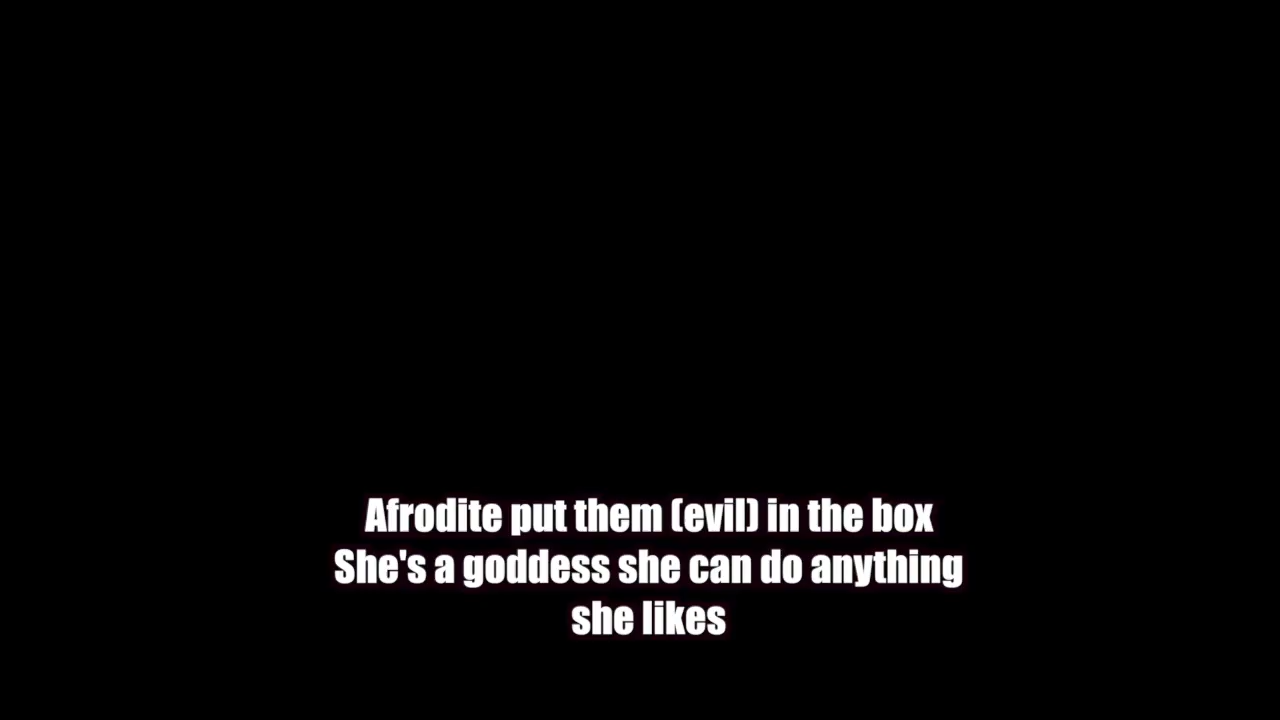 Afrodite put them (evil) in the box
She's a goddess she can do anything
she likes